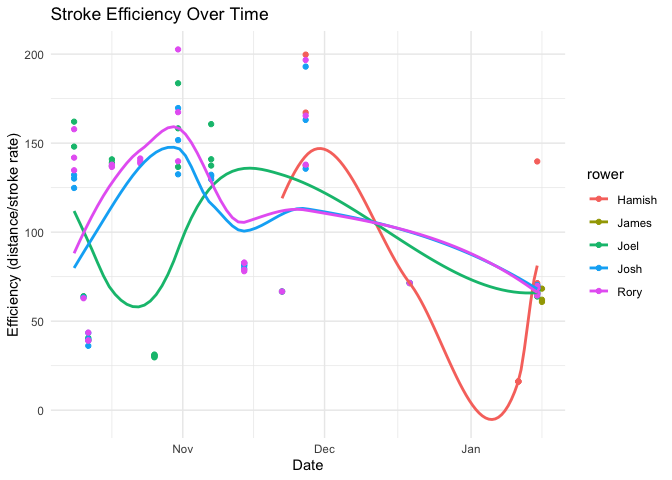 Stroke Efficiency Over Time
200
150
100
50
0
Efficiency (distance/stroke rate)
Nov
Dec
Jan
Date
rower
Hamish
James
Joel
Josh
Rory